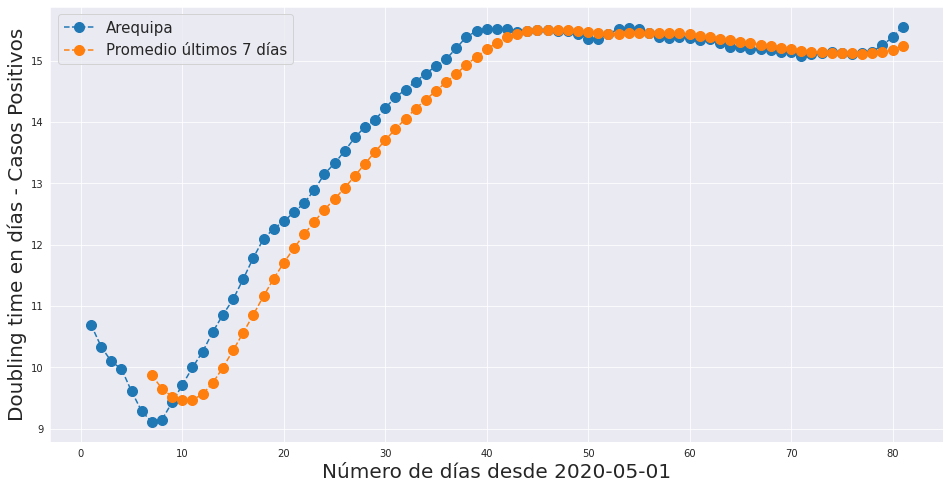 Arequipa
Promedio últimos 7 días
Doubling time en días - Casos Positivos
15
14
13
12
11
10
9
0 10 20 30 40 50 60 70 80
Número de días desde 2020-05-01